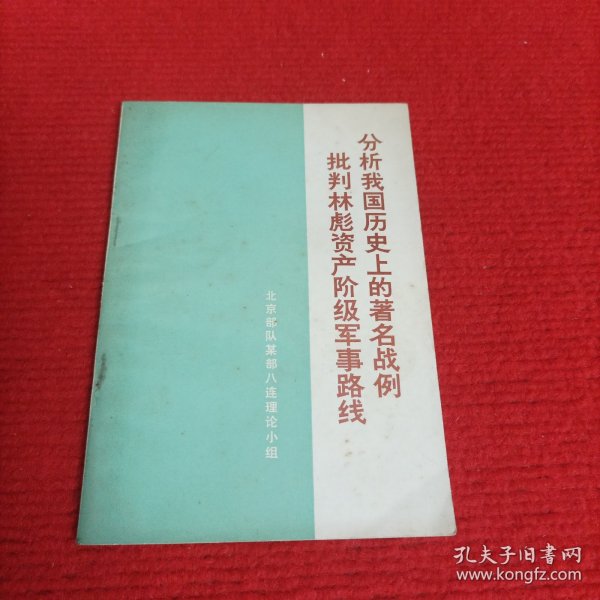 分析我国历史上的著名战例
批判林彪资产阶级军事路线
北京部队某部八连理论小组
孔夫子旧书网
www.kongfz.com